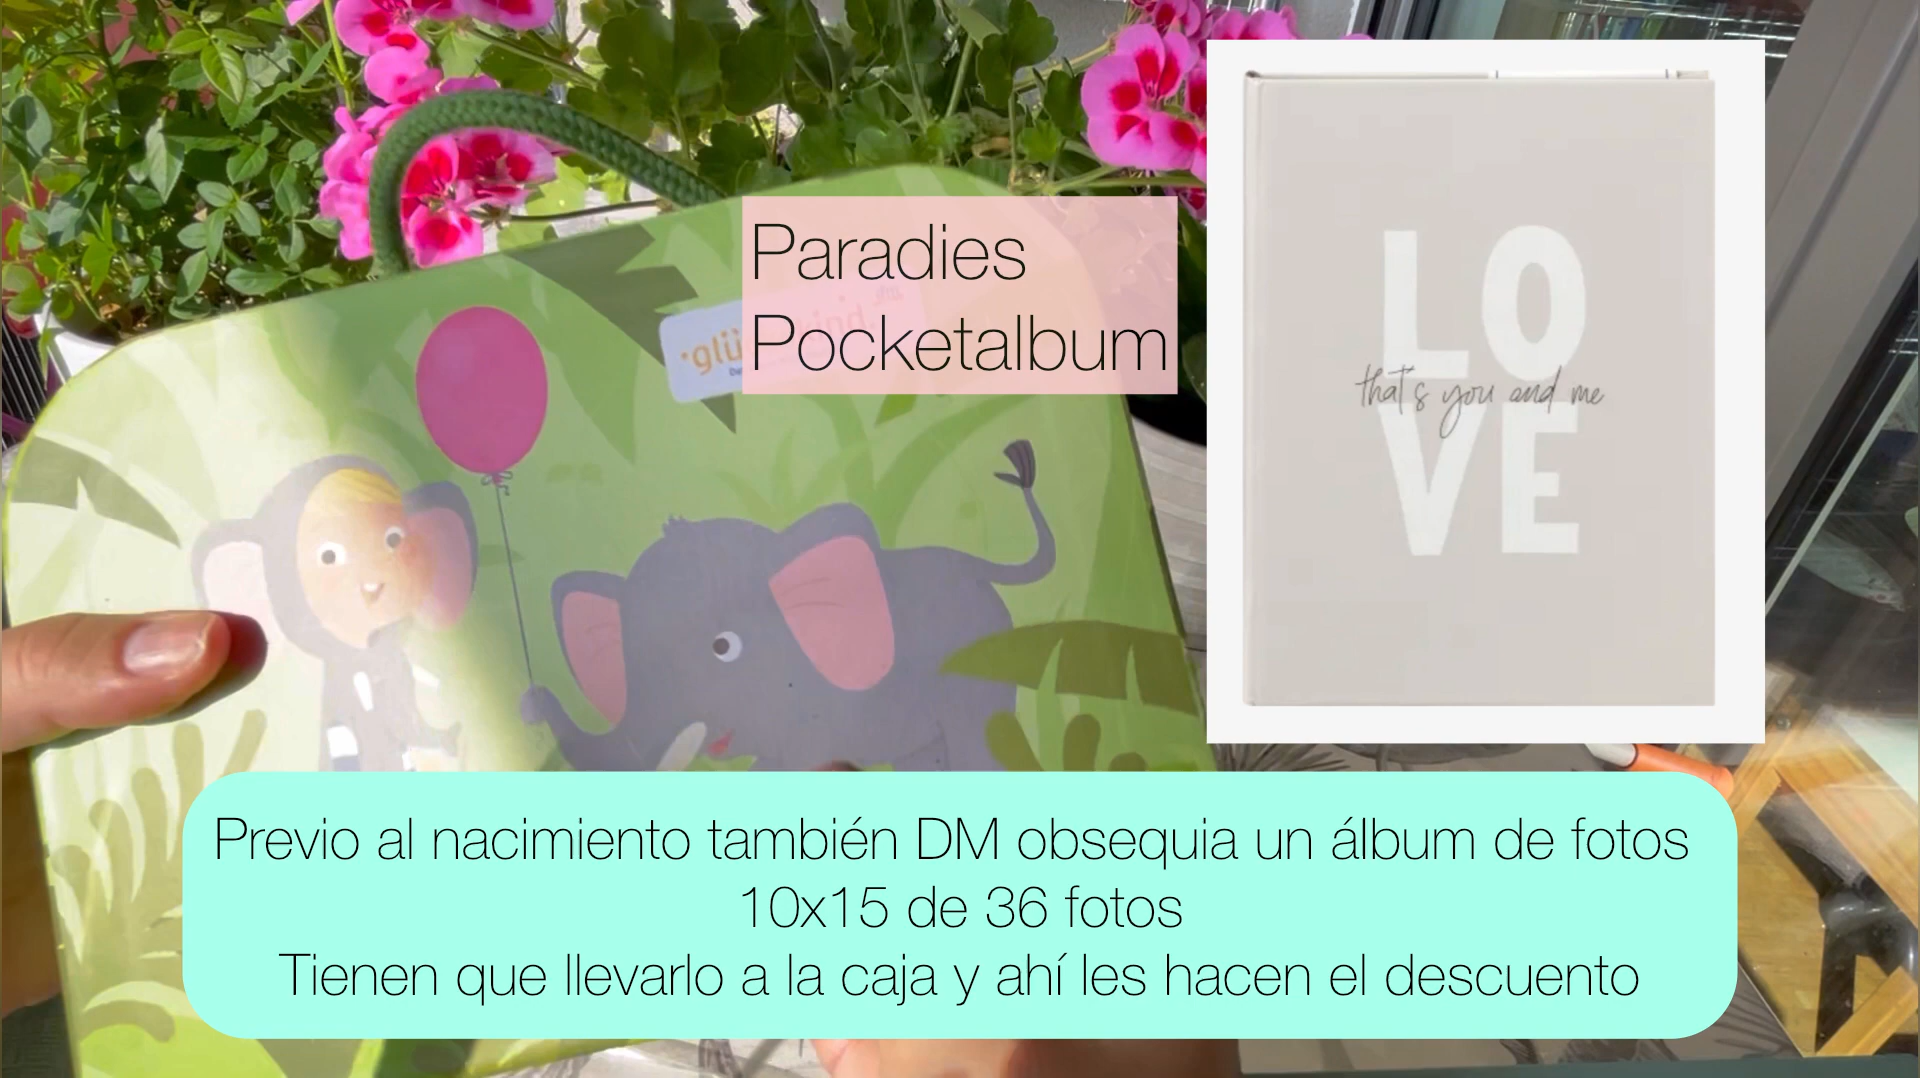 Paradies
Pocketalbum
LO
that's you and me
VE
Previo al nacimiento también DM obsequia un álbum de fotos
10x15 de 36 fotos
Tienen que llevarlo a la caja y ahí les hacen el descuento